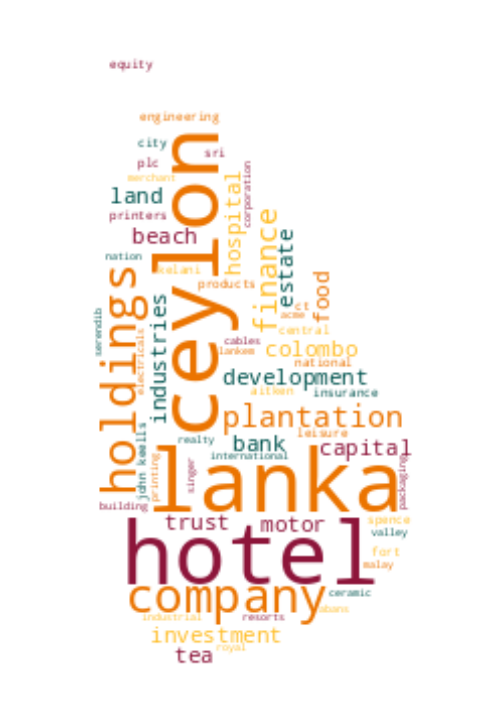 equity
engineering
city
sri
plc
merchant
corporation
hospital
land
ceylon
printers
beach
finance
estate
nation
kelani
products
food
holdings
industries
serendib
ct
acme
central
electricals
cables
lankem
colombo
national
development
aitken
insurance
plantation
leisure
john keells
realty
bank
capital
international
lanka
printing
singer
packaging
building
trust
motor
spence
valley
hotel
fort
malay
company
ceramic
abans
industrial
resorts
investment
royal
tea